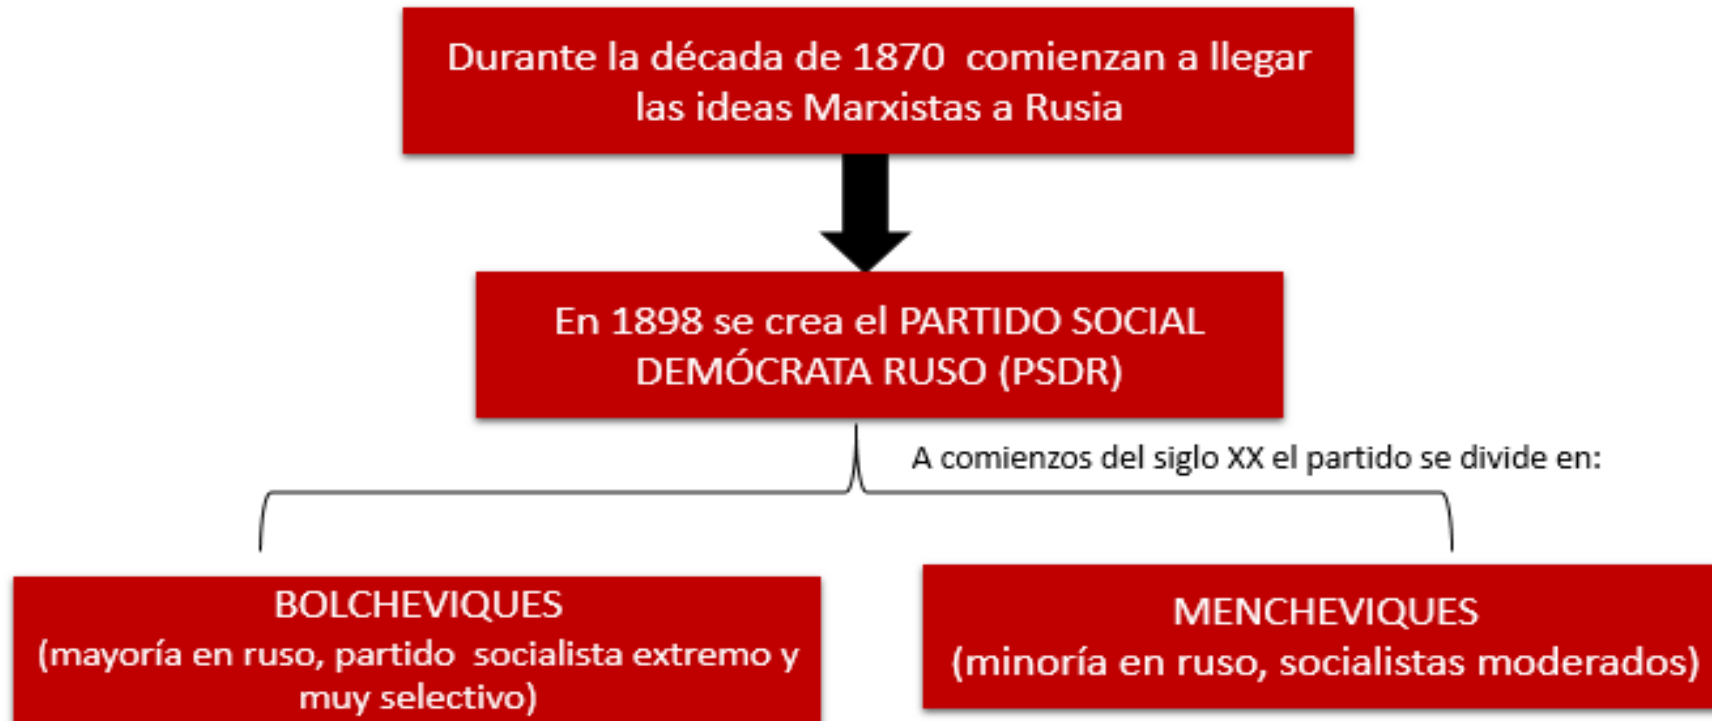 Durante la década de 1870 comienzan a llegar
las ideas Marxistas a Rusia
En 1898 se crea el PARTIDO SOCIAL
DEMÓCRATA RUSO (PSDR)
A comienzos del siglo XX el partido se divide en:
BOLCHEVIQUES
(mayoría en ruso, partido socialista extremo y
muy selectivo)
MENCHEVIQUES
(minoría en ruso, socialistas moderados)